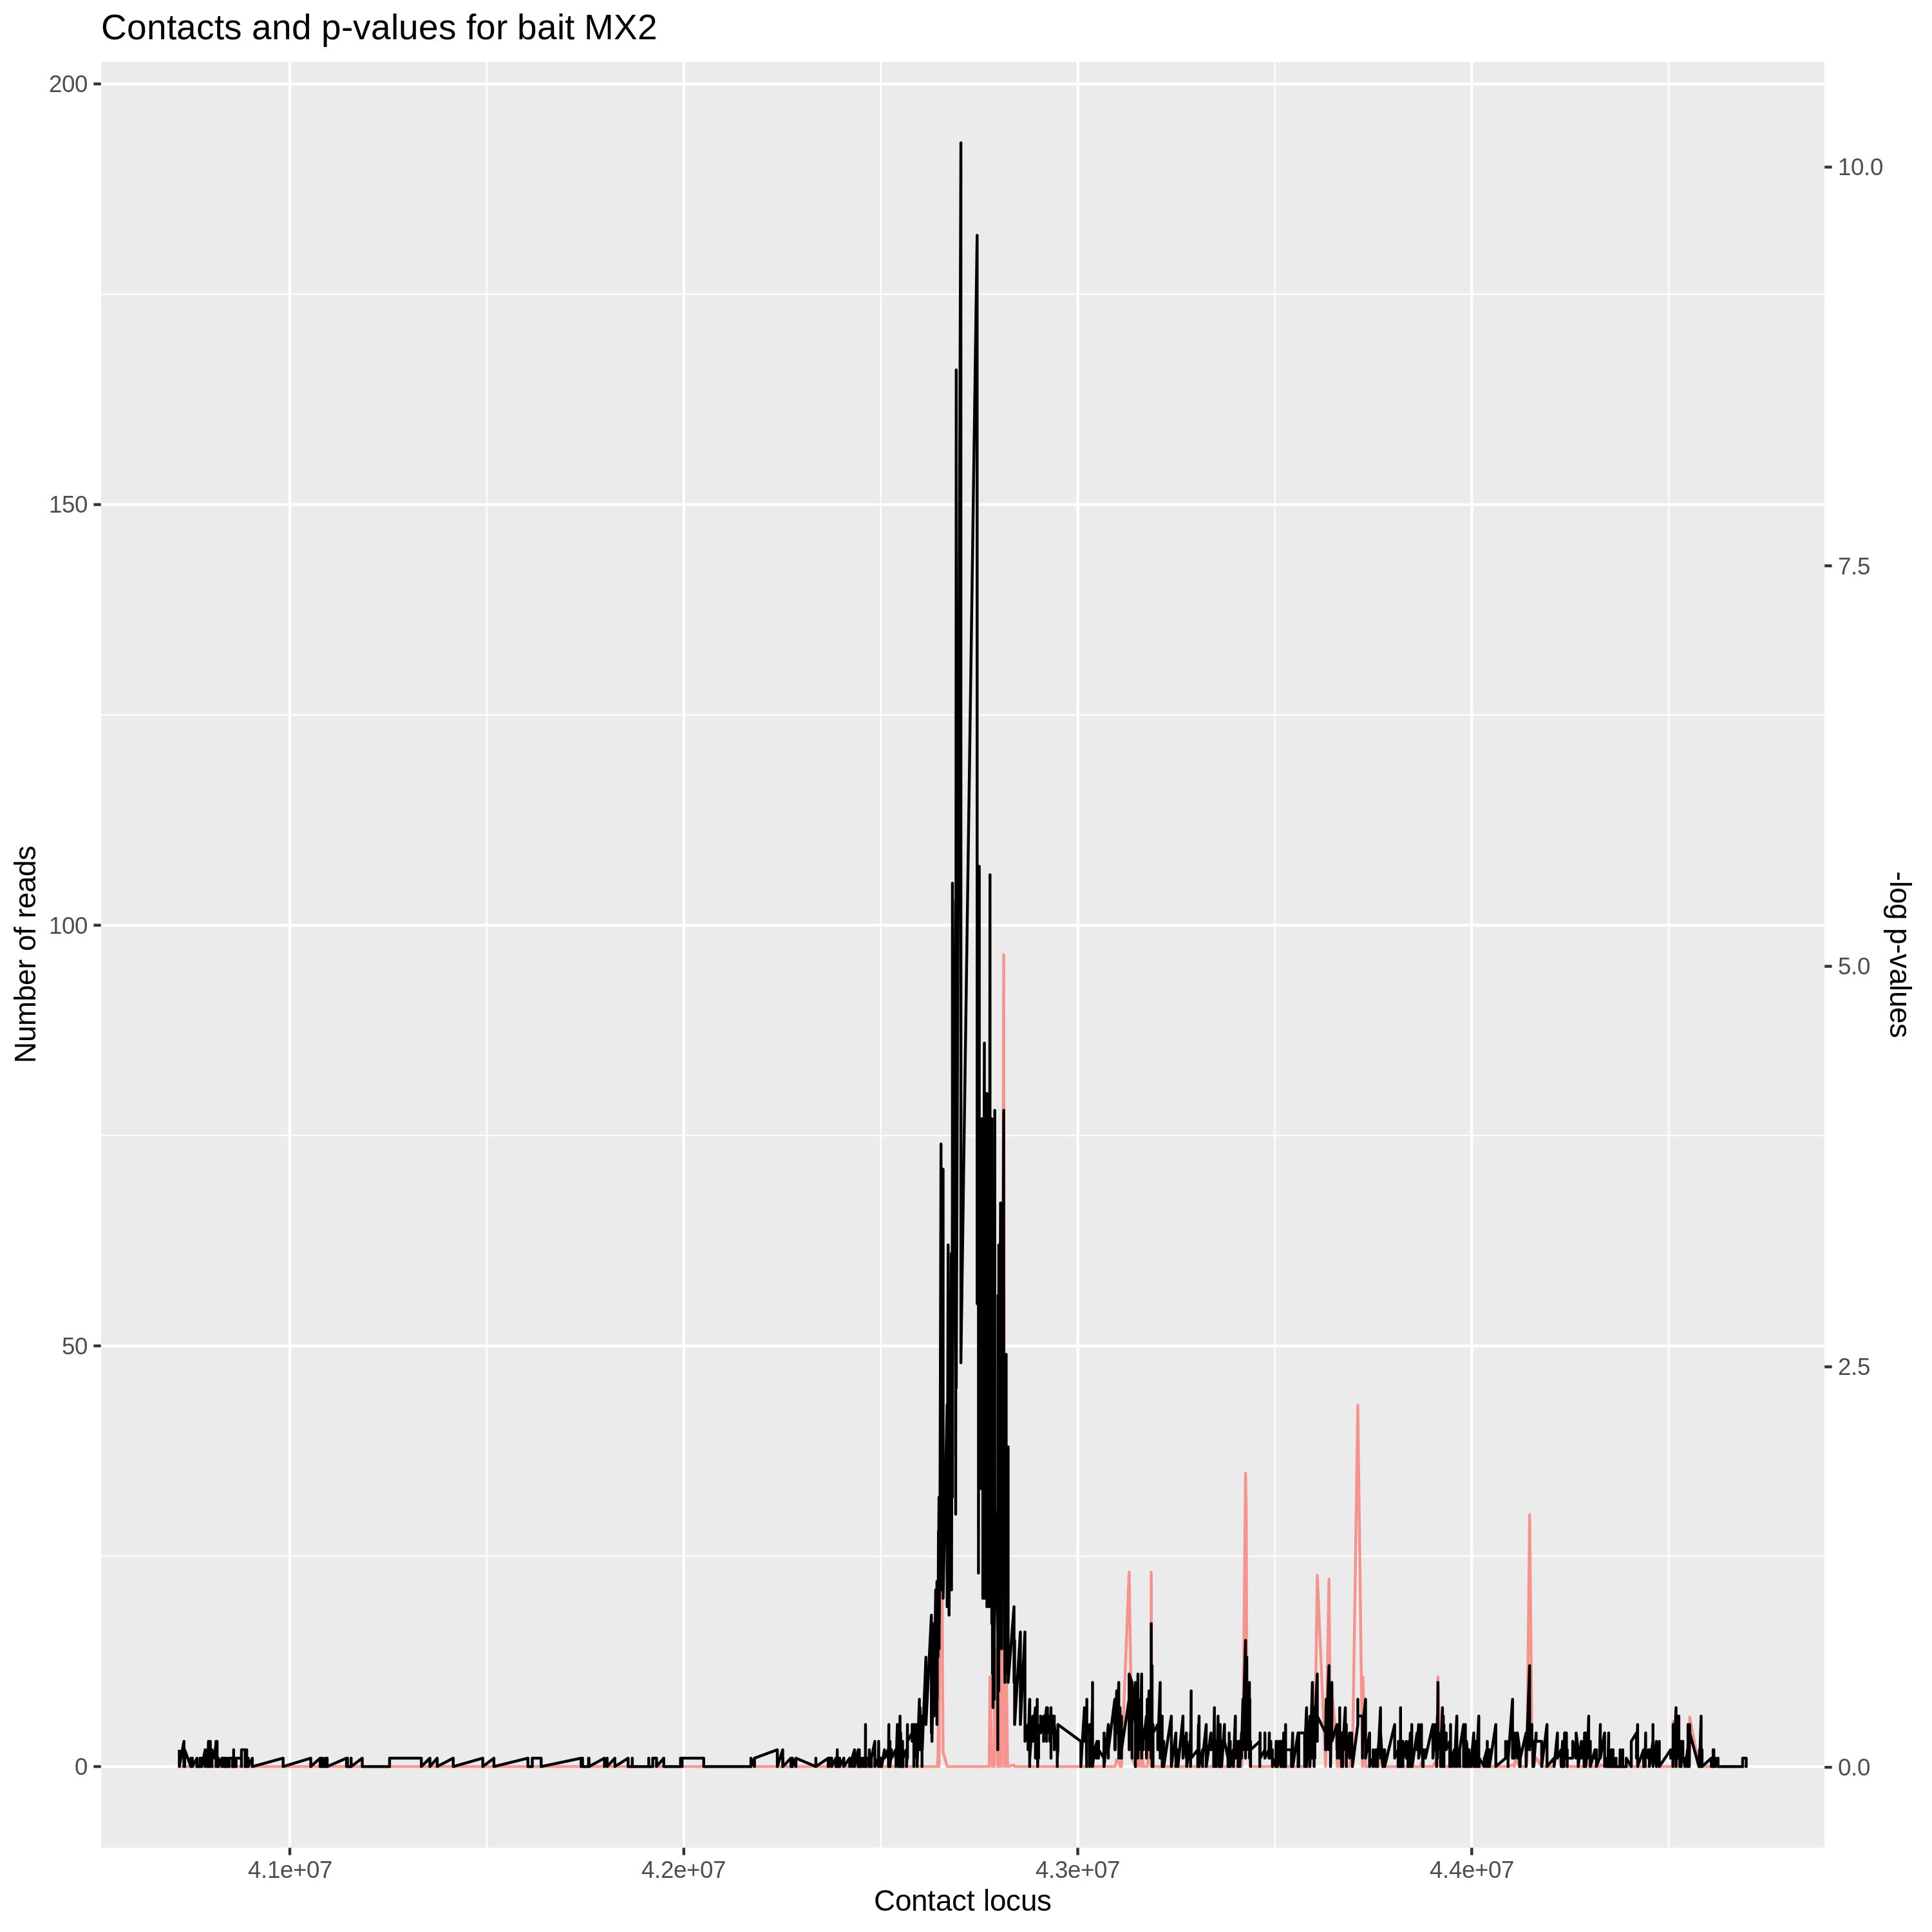 Contacts and p-values for bait MX2
200
150
100
50
0
Number of reads
10.0
7.5
5.0
2.5
0.0
-log p-values
4.1e+07 4.2e+07 4.3e+07 4.4e+07
Contact locus